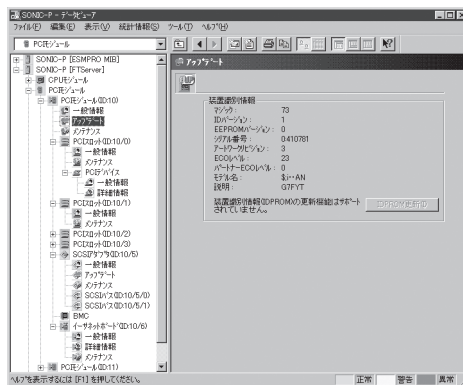 SONIC-P - データビューア
ファイル(F) 編集(E) 表示(V) 統計情報(S) ツール(T) ヘルプ(H)
PCIモジュール
アップデート
SONIC-P [ESMPRO MIB]
SONIC-P [FTServer]
CPUモジュール
PCIモジュール
PCIモジュール(ID:10)
一般情報
アップデート
メンテナンス
PCIスロット(ID:10/0)
一般情報
メンテナンス
PCIデバイス
一般情報
詳細情報
PCIスロット(ID:10/1)
一般情報
メンテナンス
PCIスロット(ID:10/2)
PCIスロット(ID:10/3)
SCSIアダプタ(ID:10/5)
一般情報
アップデート
メンテナンス
SCSIバス(ID:10/5/0)
SCSIバス(ID:10/5/1)
BMC
イーサネットボード(ID:10/6)
一般情報
詳細情報
メンテナンス
PCIモジュール(ID:11)
装置識別情報
マジック: 73
IDバージョン: 1
EEPROMバージョン: 0
シリアル番号: 0410781
アートワークリビジョン: 3
ECOレベル: 23
パートナーECOレベル: 0
モデル名: $i**AN
説明: G7FYT
装置識別情報(IDPROM)の更新機能はサポート
されていません。
IDPROM更新(I)
ヘルプを表示するには [F1] を押してください。
正常 警告 異常